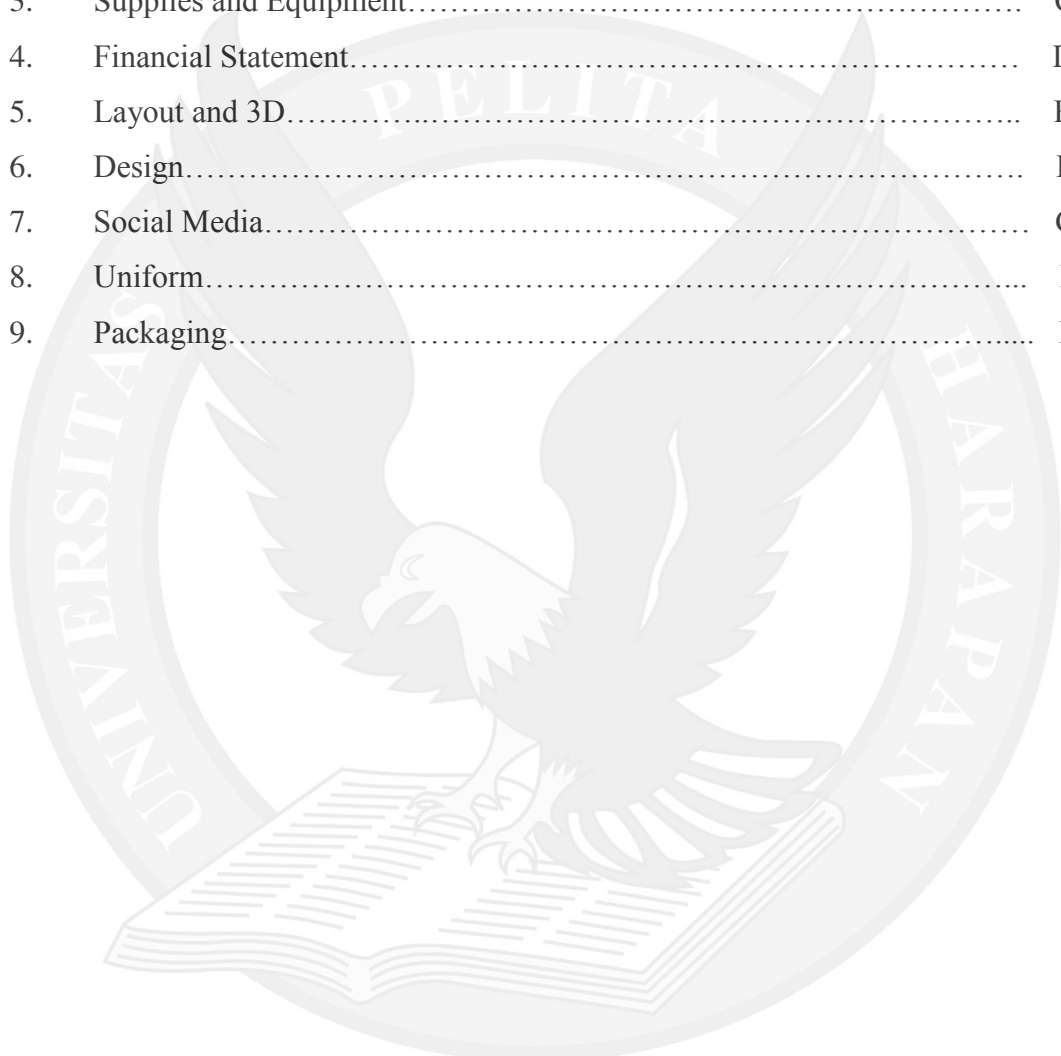 Supplies and Equipment…………………………………………………….
4. Financial Statement…………………………………………………………
5. Layout and 3D…………..…………………………………………………..
6. Design……………………………………………………………………….
7. Social Media…………………………………………………………………
8. Uniform……………………………………………………………………...
9. Packaging………………………………………………………………….....
UNIVERSITAS PELITA HARAPAN